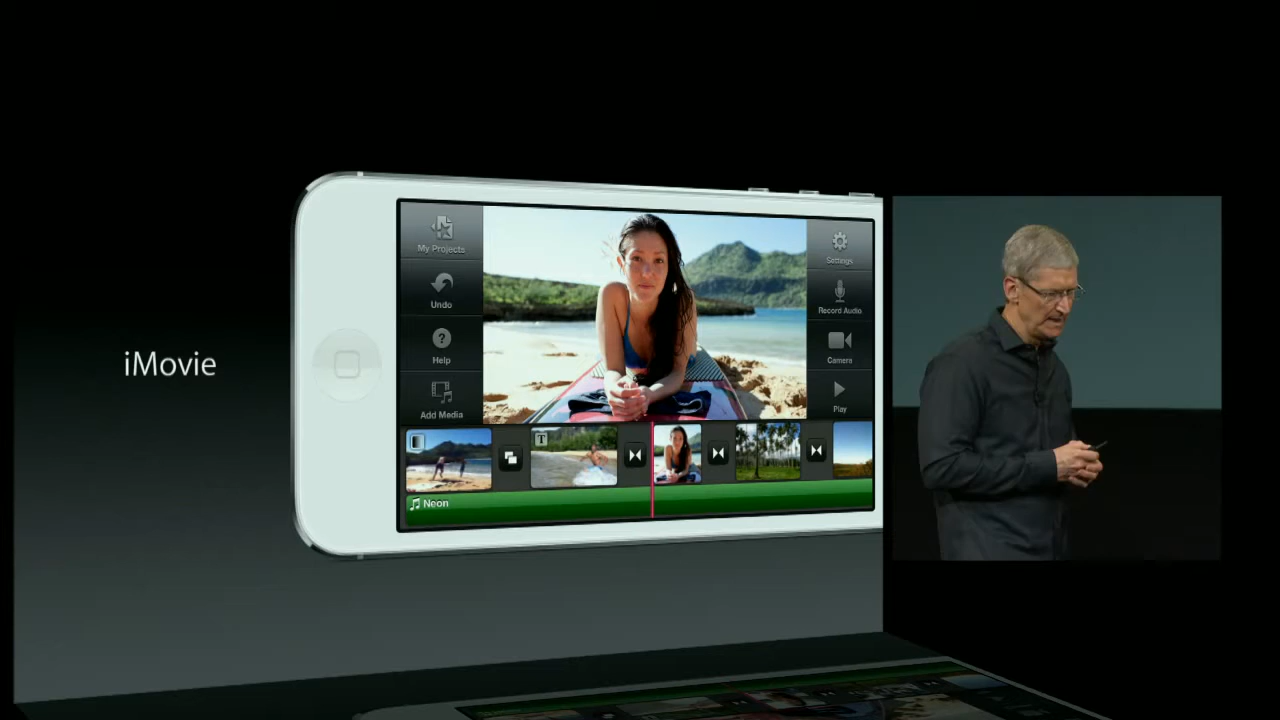 iMovie
My Projects
Undo
?
Help
Add Media
Settings
Record Audio
Camera
Play
T
Neon